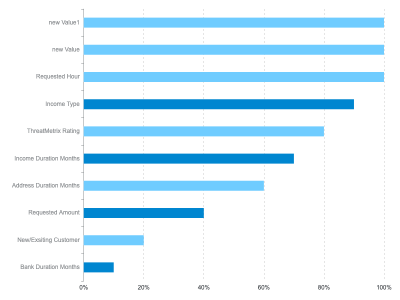 new Value1
new Value
Requested Hour
Income Type
ThreatMetrix Rating
Income Duration Months
Address Duration Months
Requested Amount
New/Exsiting Customer
Bank Duration Months
0% 20% 40% 60% 80% 100%